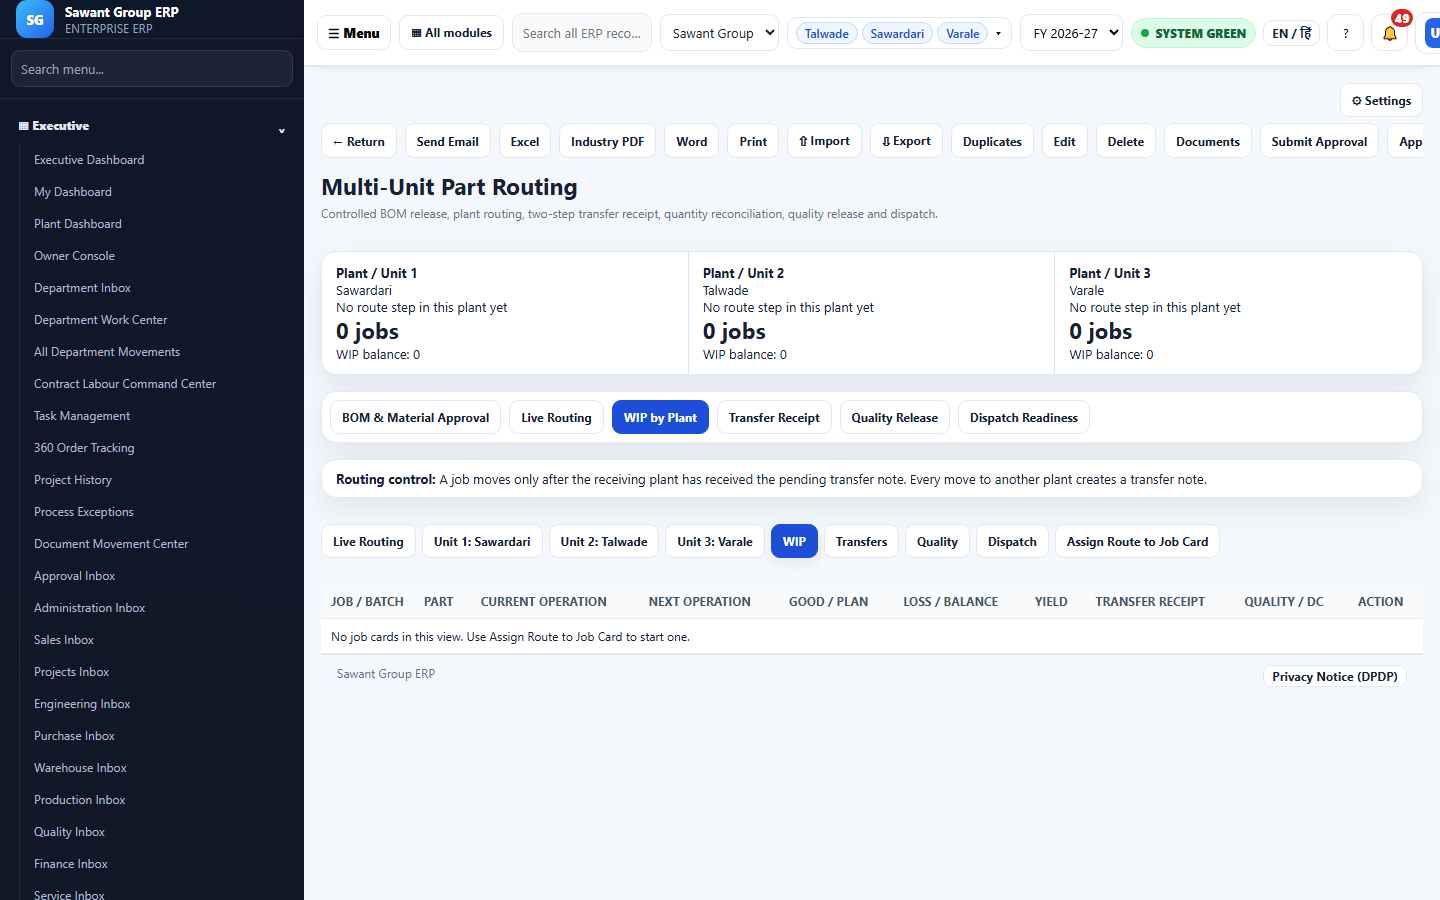 SG
Sawant Group ERP
ENTERPRISE ERP
Search menu...
Executive
Executive Dashboard
My Dashboard
Plant Dashboard
Owner Console
Department Inbox
Department Work Center
All Department Movements
Contract Labour Command Center
Task Management
360 Order Tracking
Project History
Process Exceptions
Document Movement Center
Approval Inbox
Administration Inbox
Sales Inbox
Projects Inbox
Engineering Inbox
Purchase Inbox
Warehouse Inbox
Production Inbox
Quality Inbox
Finance Inbox
Service Inbox
☰ Menu
All modules
Search all ERP reco...
Sawant Group
Talwade Sawardari Varale
FY 2026-27
SYSTEM GREEN
EN / हिं
?
49
U
⚙ Settings
← Return
Send Email
Excel
Industry PDF
Word
Print
⇧ Import
⇩ Export
Duplicates
Edit
Delete
Documents
Submit Approval
App
Multi-Unit Part Routing
Controlled BOM release, plant routing, two-step transfer receipt, quantity reconciliation, quality release and dispatch.
Plant / Unit 1
Sawardari
No route step in this plant yet
0 jobs
WIP balance: 0
Plant / Unit 2
Talwade
No route step in this plant yet
0 jobs
WIP balance: 0
Plant / Unit 3
Varale
No route step in this plant yet
0 jobs
WIP balance: 0
BOM & Material Approval
Live Routing
WIP by Plant
Transfer Receipt
Quality Release
Dispatch Readiness
Routing control: A job moves only after the receiving plant has received the pending transfer note. Every move to another plant creates a transfer note.
Live Routing
Unit 1: Sawardari
Unit 2: Talwade
Unit 3: Varale
WIP
Transfers
Quality
Dispatch
Assign Route to Job Card
JOB / BATCH PART CURRENT OPERATION NEXT OPERATION GOOD / PLAN LOSS / BALANCE YIELD TRANSFER RECEIPT QUALITY / DC ACTION
No job cards in this view. Use Assign Route to Job Card to start one.
Sawant Group ERP
Privacy Notice (DPDP)